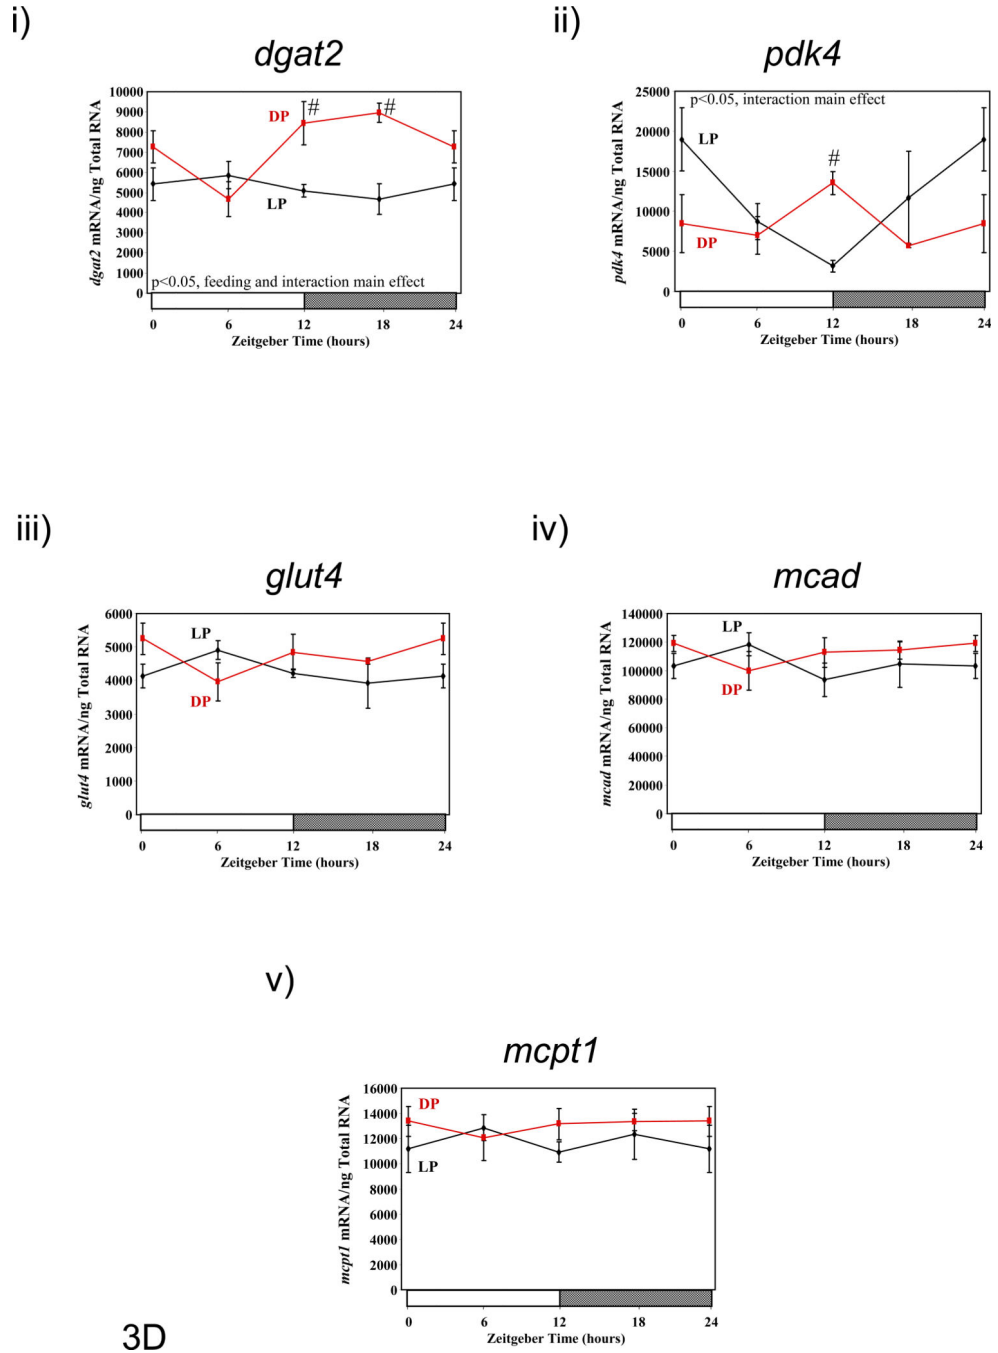 i)
dgat2
dgat2 mRNA/ng Total RNA
10000
9000
8000
7000
6000
5000
4000
3000
2000
1000
0
DP
#
#
LP
p<0.05, feeding and interaction main effect
0 6 12 18 24
Zeitgeber Time (hours)
ii)
pdk4
pdk4 mRNA/ng Total RNA
25000
20000
15000
10000
5000
0
p<0.05, interaction main effect
LP
#
DP
0 6 12 18 24
Zeitgeber Time (hours)
iii)
glut4
glut4 mRNA/ng Total RNA
6000
5000
4000
3000
2000
1000
0
LP
DP
0 6 12 18 24
Zeitgeber Time (hours)
iv)
mcad
mcad mRNA/ng Total RNA
140000
120000
100000
80000
60000
40000
20000
0
LP
DP
0 6 12 18 24
Zeitgeber Time (hours)
v)
mcpt1
mcpt1 mRNA/ng Total RNA
16000
14000
12000
10000
8000
6000
4000
2000
0
DP
LP
0 6 12 18 24
Zeitgeber Time (hours)
3D